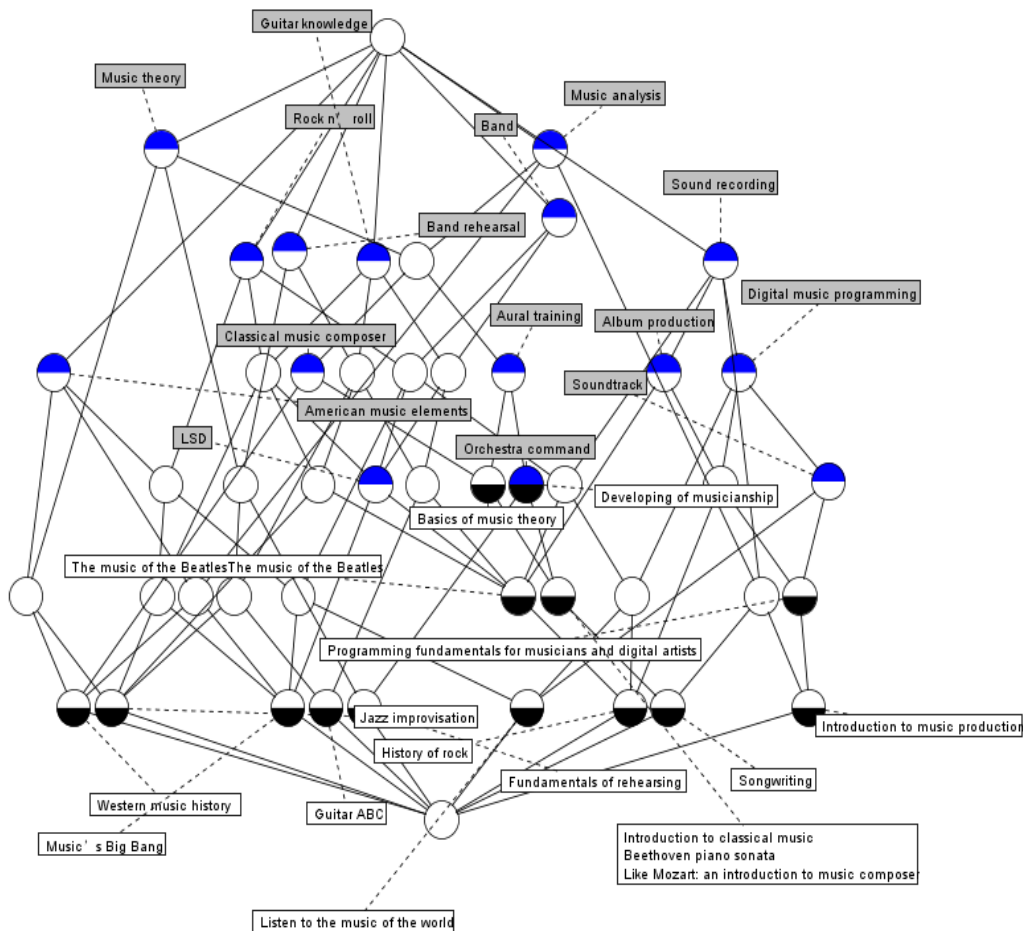 Guitar knowledge
Music theory
Music analysis
Rock n' roll
Band
Sound recording
Band rehearsal
Digital music programming
Aural training
Album production
Classical music composer
Soundtrack
American music elements
LSD
Orchestra command
Developing of musicianship
Basics of music theory
The music of the BeatlesThe music of the Beatles
Programming fundamentals for musicians and digital artists
Jazz improvisation
Introduction to music production
History of rock
Fundamentals of rehearsing
Songwriting
Western music history
Guitar ABC
Music's Big Bang
Introduction to classical music
Beethoven piano sonata
Like Mozart: an introduction to music composer
Listen to the music of the world